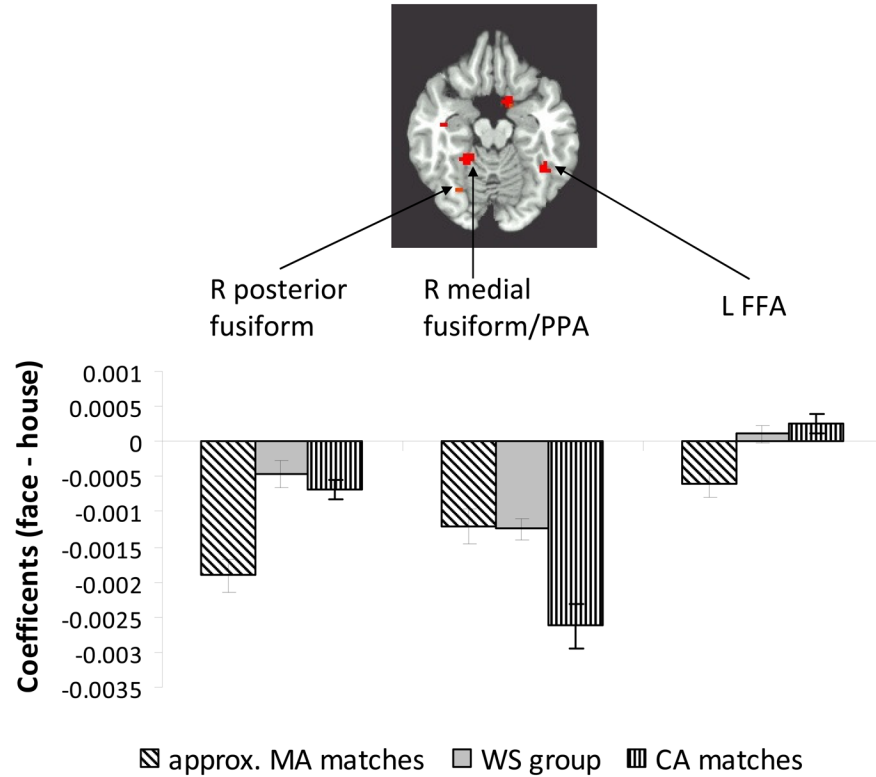 R posterior
fusiform
R medial
fusiform/PPA
L FFA
Coefficents (face - house)
0.001
0.0005
0
-0.0005
-0.001
-0.0015
-0.002
-0.0025
-0.003
-0.0035
approx. MA matches
WS group
CA matches